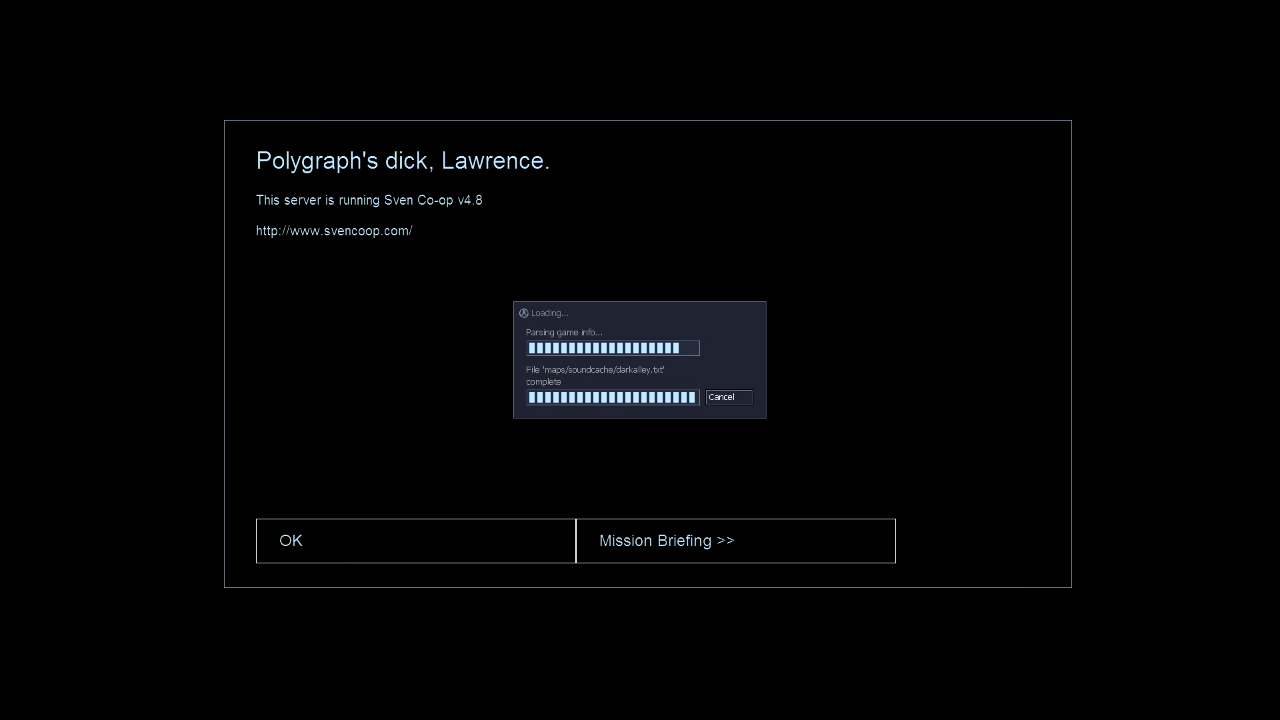 Polygraph's dick, Lawrence.
This server is running Sven Co-op v4.8
http://www.svencoop.com/
Loading...
Parsing game info...
File 'maps/soundcache/darkalley.txt'
complete
Cancel
OK
Mission Briefing >>